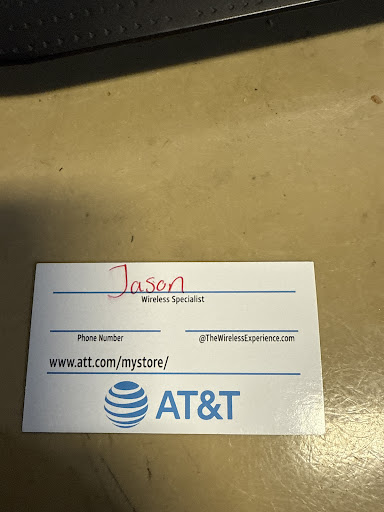 Jason
Wireless Specialist
Phone Number @TheWirelessExperience.com
www.att.com/mystore/
AT&T